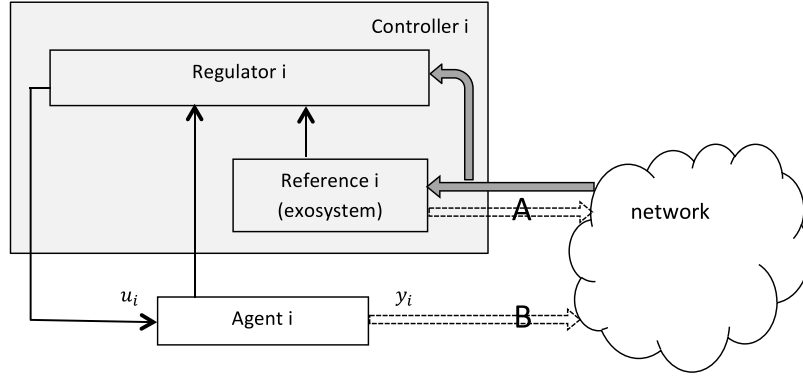 Controller i
Regulator i
Reference i
(exosystem)
A
network
u_i
y_i
Agent i
B